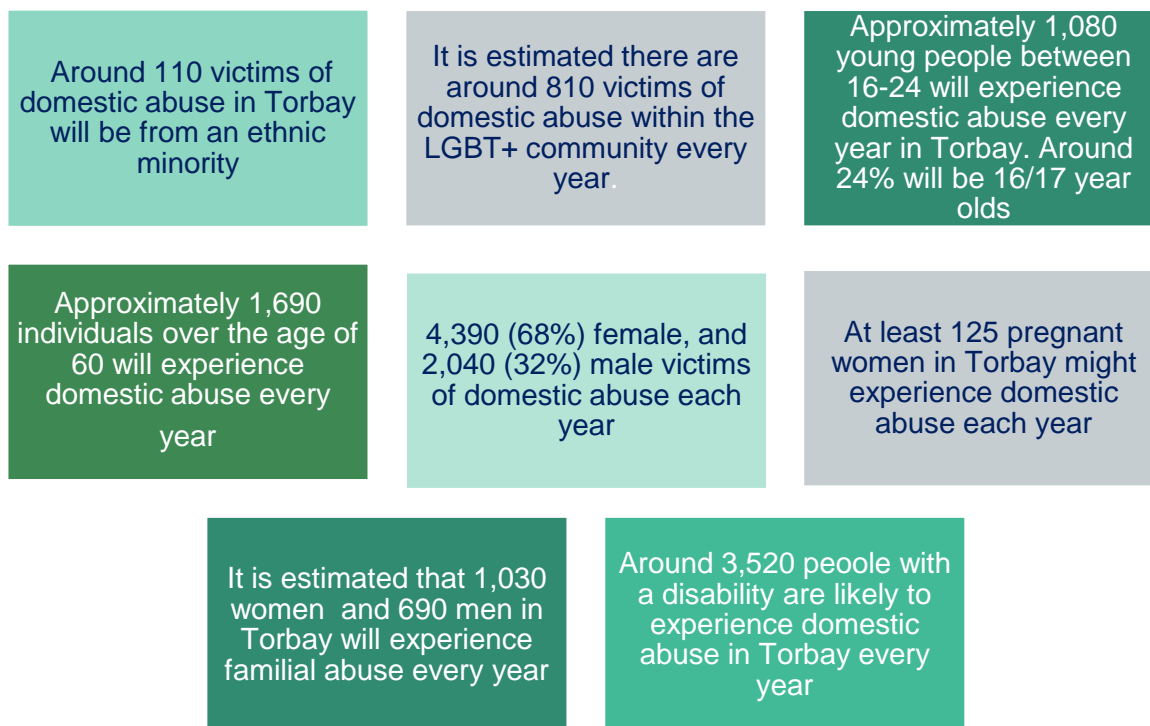 Around 110 victims of
domestic abuse in Torbay
will be from an ethnic
minority
It is estimated there are
around 810 victims of
domestic abuse within the
LGBT+ community every
year.
Approximately 1,080
young people between
16-24 will experience
domestic abuse every
year in Torbay. Around
24% will be 16/17 year
olds
Approximately 1,690
individuals over the age of
60 will experience
domestic abuse every
year
4,390 (68%) female, and
2,040 (32%) male victims
of domestic abuse each
year
At least 125 pregnant
women in Torbay might
experience domestic
abuse each year
It is estimated that 1,030
women and 690 men in
Torbay will experience
familial abuse every year
Around 3,520 peoole with
a disability are likely to
experience domestic
abuse in Torbay every
year